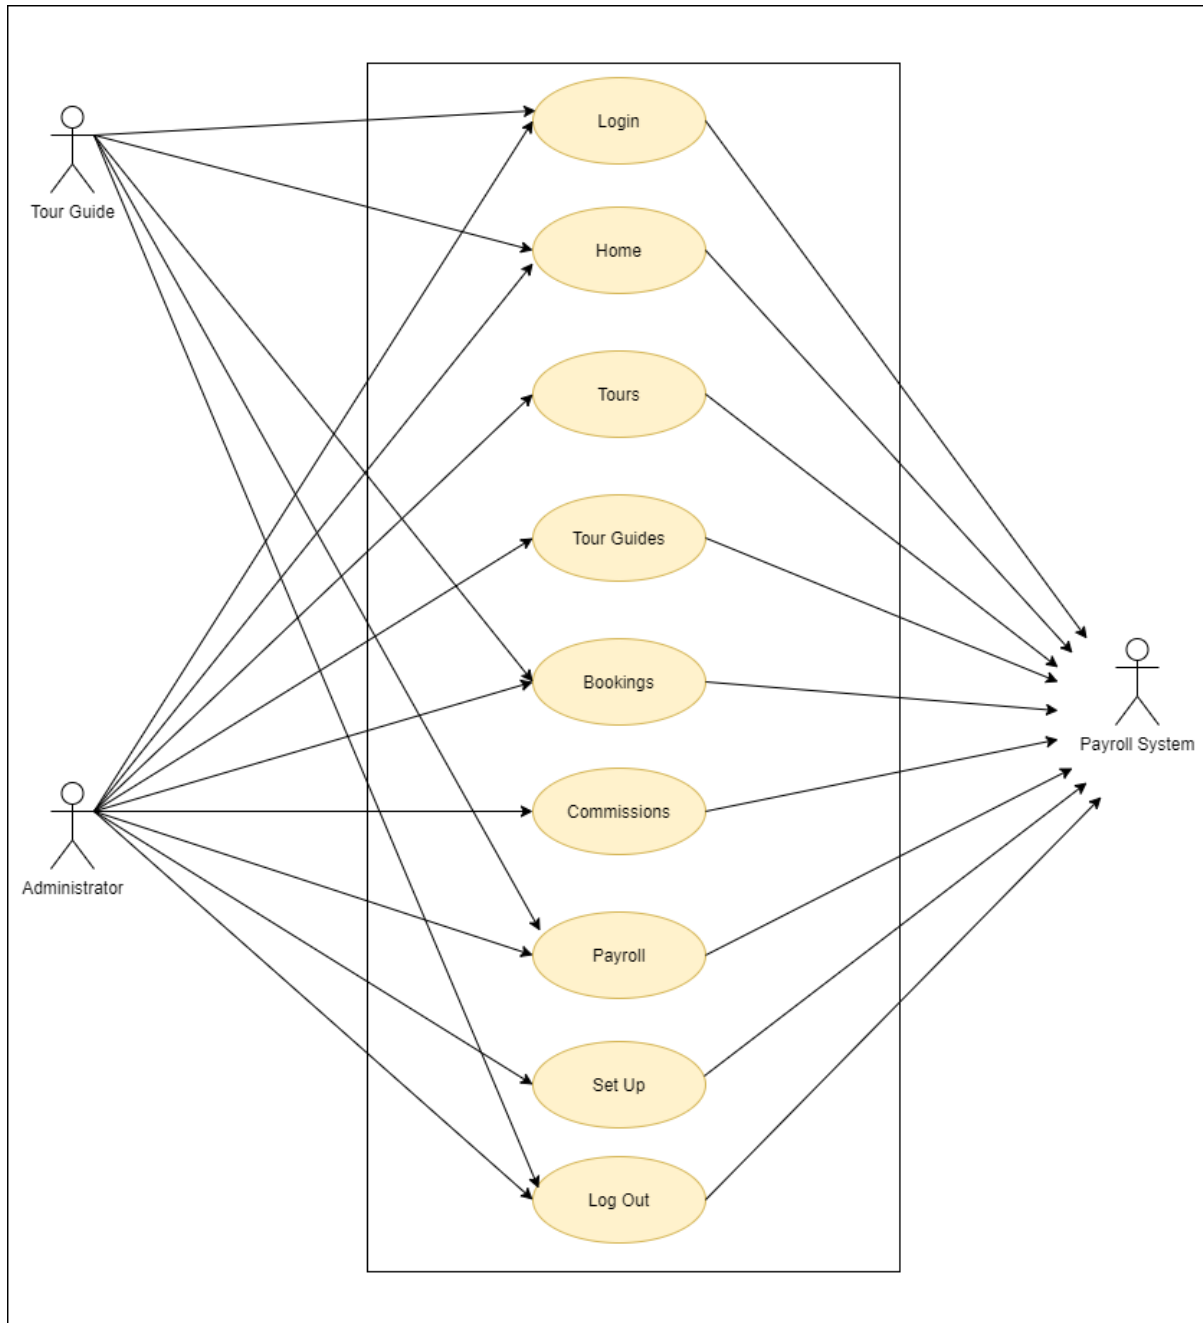 Login
Tour Guide
Home
Tours
Tour Guides
Bookings
Payroll System
Commissions
Administrator
Payroll
Set Up
Log Out